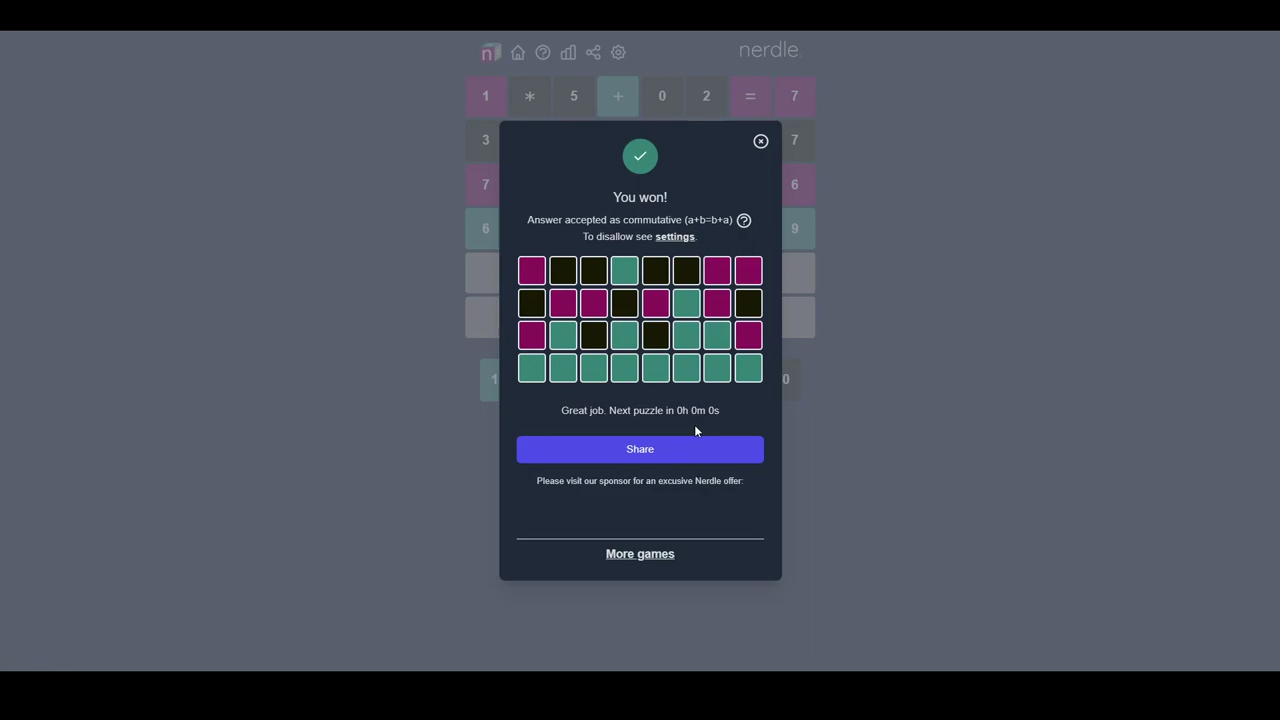 n nerdle
1 * 5 + 0 2 = 7
3 7
7 6
6 9
1 0
You won!
Answer accepted as commutative (a+b=b+a) ?
To disallow see settings.
Great job. Next puzzle in 0h 0m 0s
Share
Please visit our sponsor for an excusive Nerdle offer:
More games